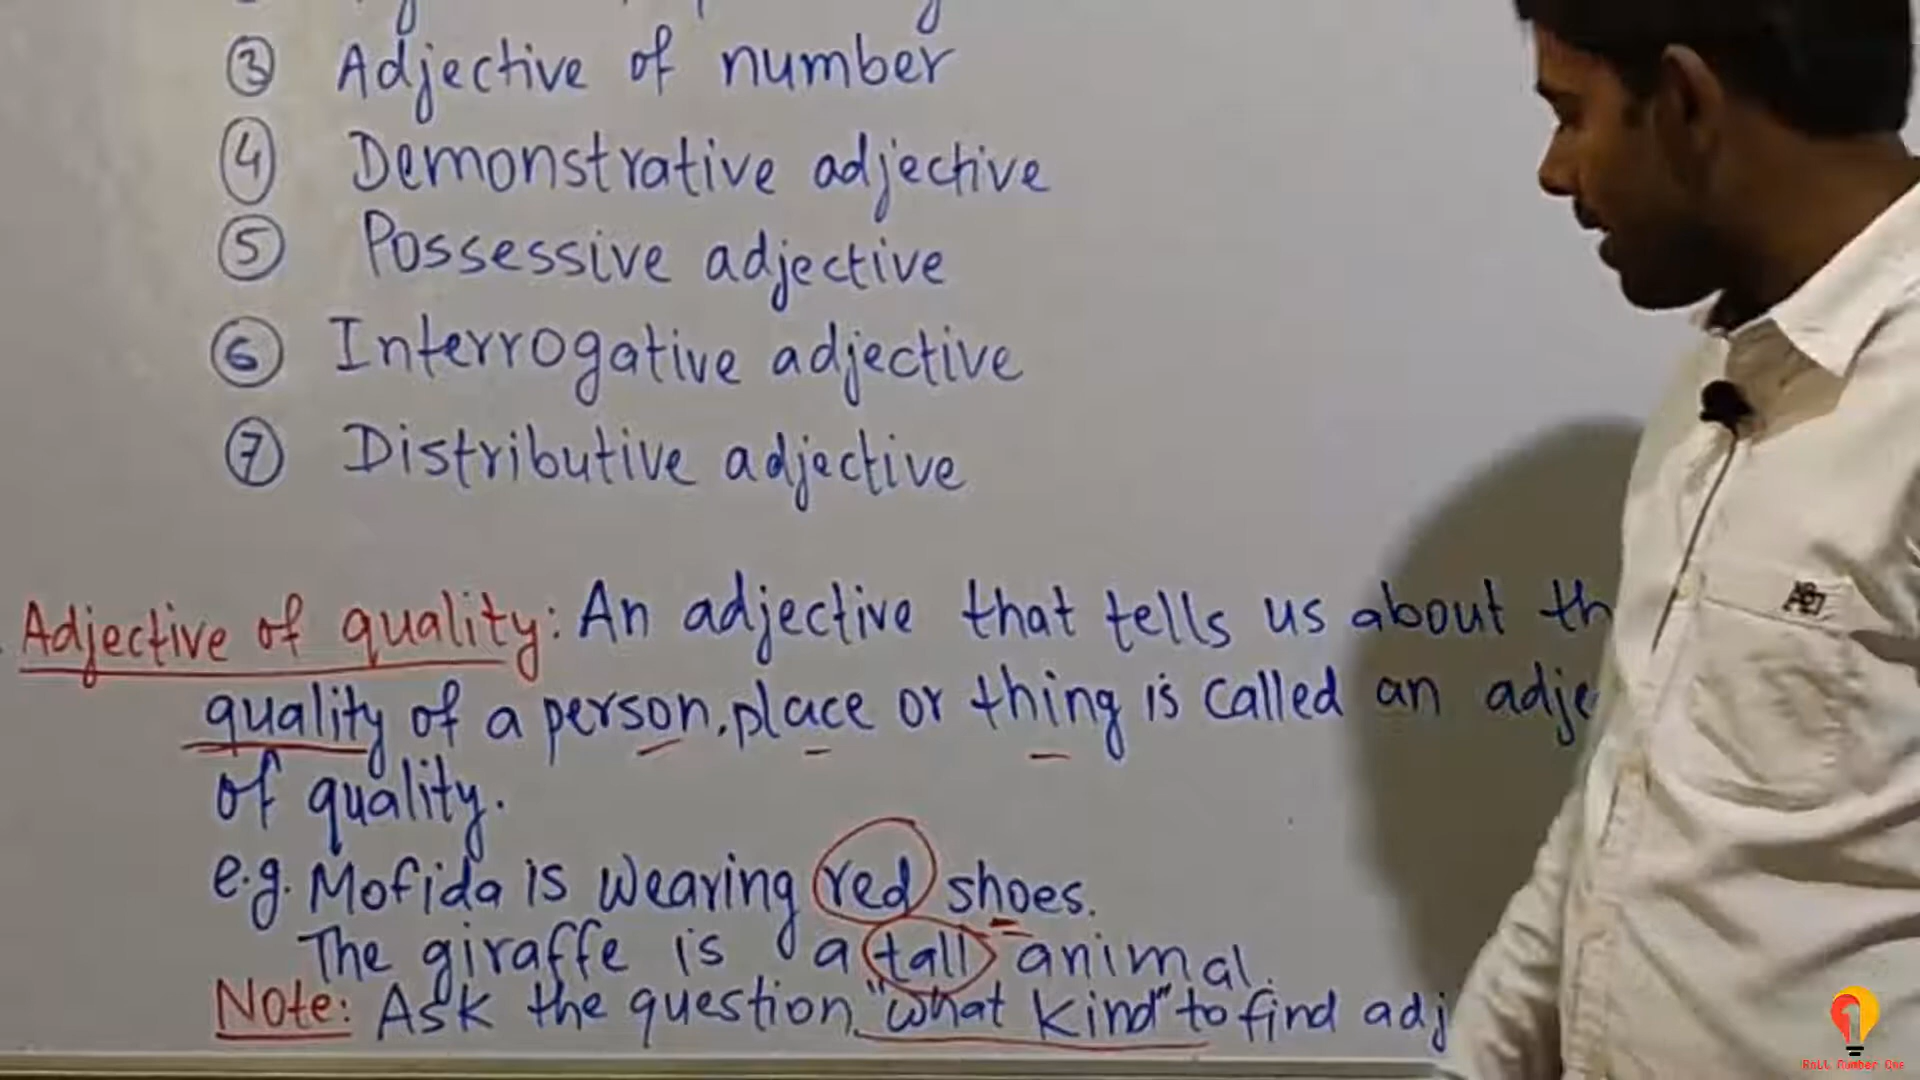 ③ Adjective of number
④ Demonstrative adjective
⑤ Possessive adjective
⑥ Interrogative adjective
⑦ Distributive adjective
Adjective of quality: An adjective that tells us about th
quality of a person, place or thing is called an adje
of quality.
e.g. Mofida is wearing red shoes.
The giraffe is a tall animal.
Note: Ask the question "what kind" to find adj
Roll Number One